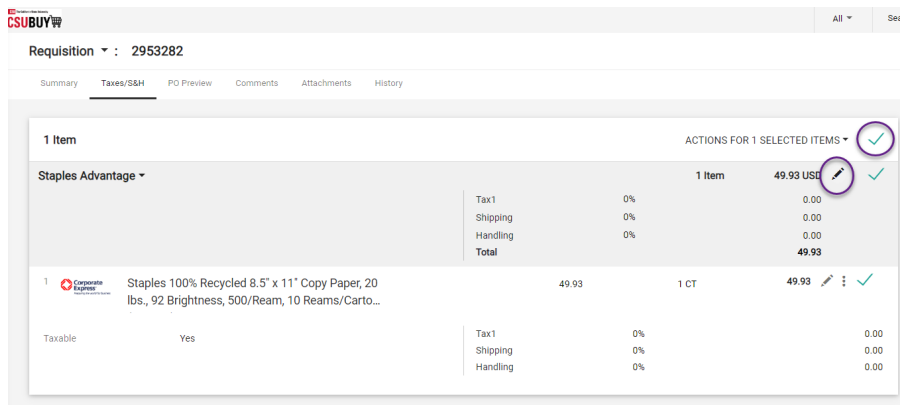 CSUBUY
All
Sea
Requisition : 2953282
Summary Taxes/S&H PO Preview Comments Attachments History
1 Item ACTIONS FOR 1 SELECTED ITEMS
Staples Advantage 1 Item 49.93 USD
Tax1 0% 0.00
Shipping 0% 0.00
Handling 0% 0.00
Total 49.93
1 Corporate Express Staples 100% Recycled 8.5" x 11" Copy Paper, 20 49.93 1 CT 49.93
lbs., 92 Brightness, 500/Ream, 10 Reams/Carto...
Taxable Yes Tax1 0% 0.00
Shipping 0% 0.00
Handling 0% 0.00